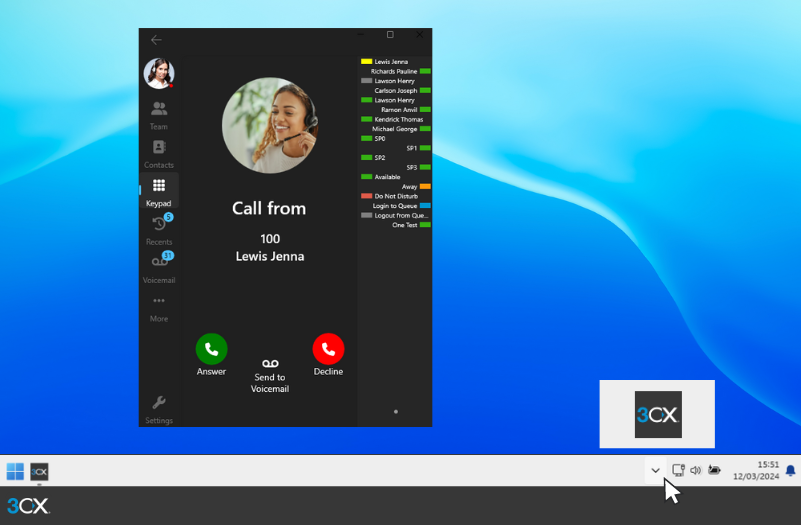 Team
Contacts
Keypad
5
Recents
31
Voicemail
More
Settings
Call from
100
Lewis Jenna
Answer
Send to
Voicemail
Decline
Lewis Jenna
Richards Pauline
Lawson Henry
Carlson Joseph
Lawson Henry
Ramon Anvil
Kendrick Thomas
Michael George
SP0
SP1
SP2
SP3
Available
Away
Do Not Disturb
Login to Queue
Logout from Que...
One Test
3CX
3CX
15:51
12/03/2024
3CX